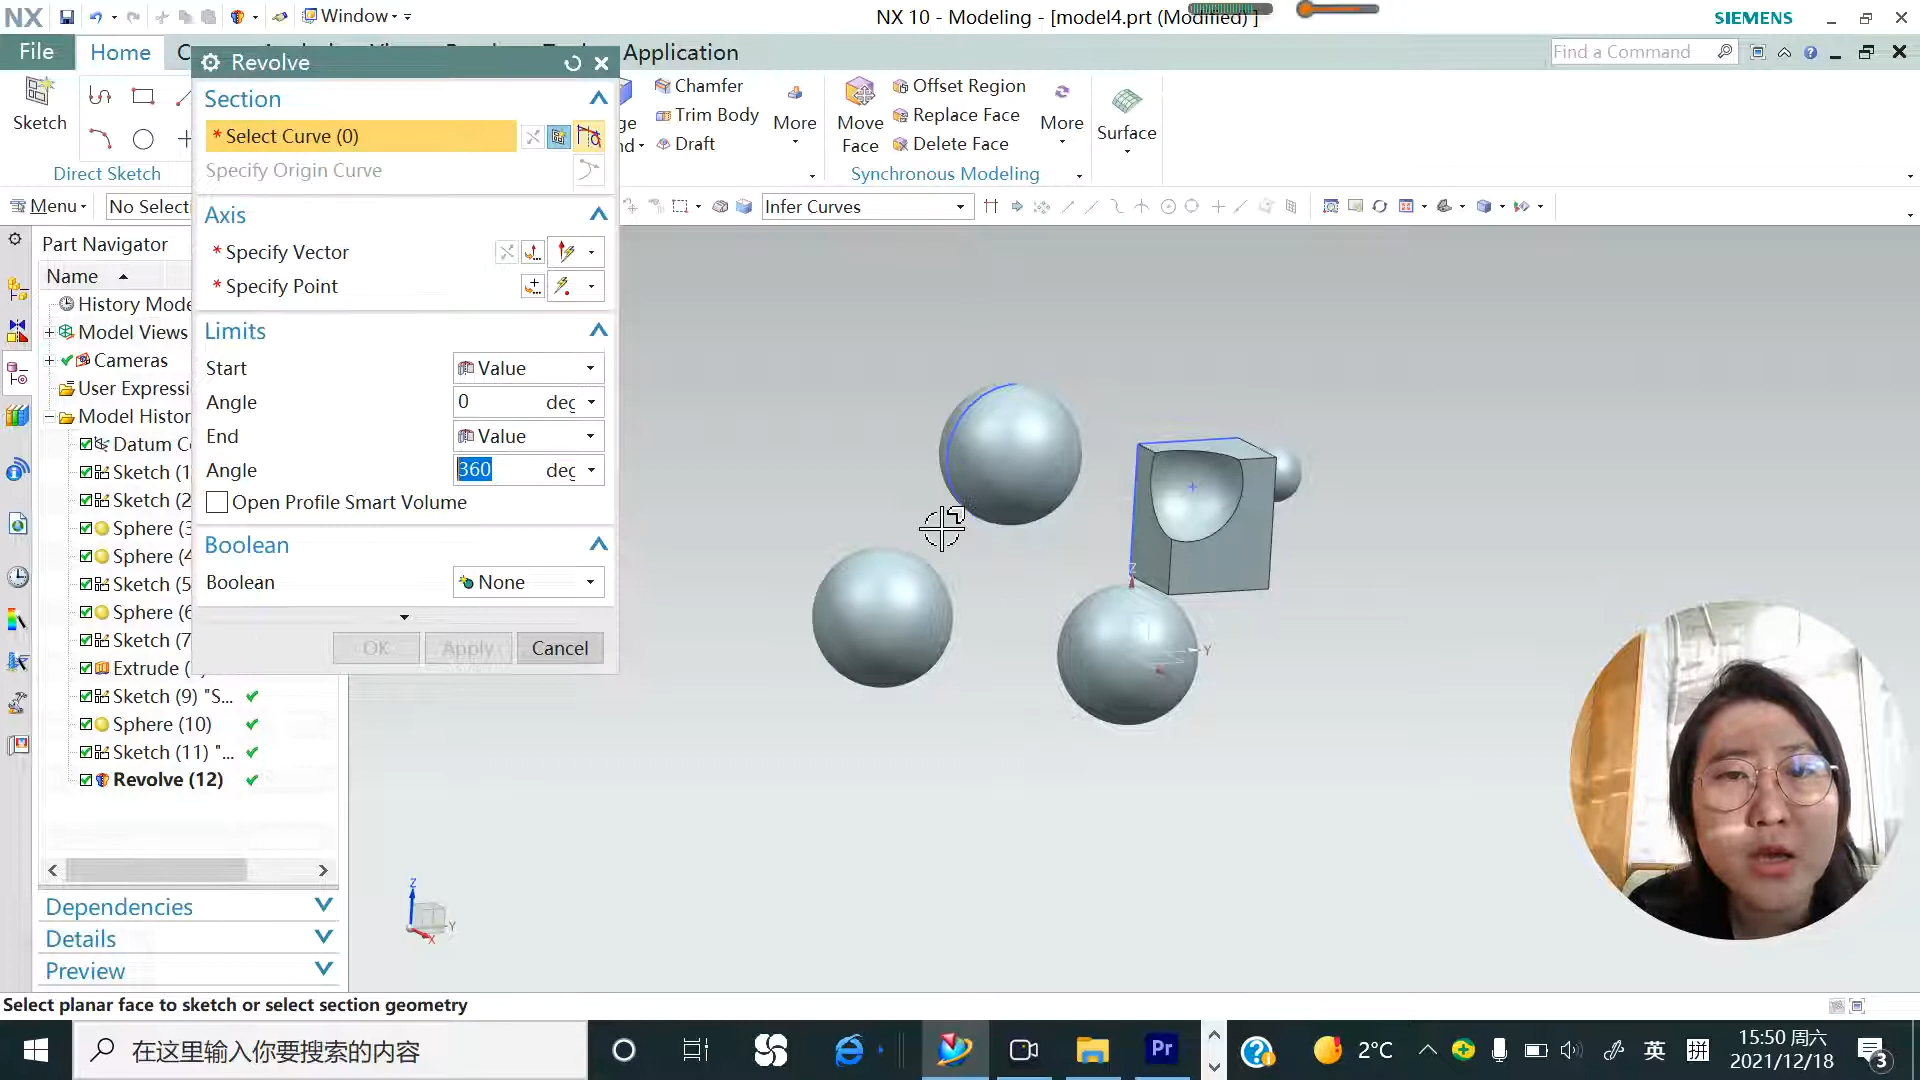 NX
Window
NX 10 - Modeling - [model4.prt (Modified) ]
SIEMENS
File
Home
Application
Find a Command
Revolve
Section
* Select Curve (0)
Specify Origin Curve
Axis
* Specify Vector
* Specify Point
Limits
Start
Value
Angle
0
deg
End
Value
Angle
360
deg
Open Profile Smart Volume
Boolean
Boolean
None
OK
Apply
Cancel
Sketch
Direct Sketch
Chamfer
Trim Body
Draft
More
Move
Face
Offset Region
Replace Face
Delete Face
More
Synchronous Modeling
Surface
Menu
No Selecti
Infer Curves
Part Navigator
Name
History Mode
Model Views
Cameras
User Expressi
Model Histor
Datum C
Sketch (1
Sketch (2
Sphere (3
Sphere (4
Sketch (5
Sphere (6
Sketch (7
Extrude (
Sketch (9) "S...
Sphere (10)
Sketch (11) "...
Revolve (12)
Dependencies
Details
Preview
Z
Y
Z
Y
X
Select planar face to sketch or select section geometry
在这里输入你要搜索的内容
Pr
2°C
英
拼
15:50 周六
2021/12/18
3